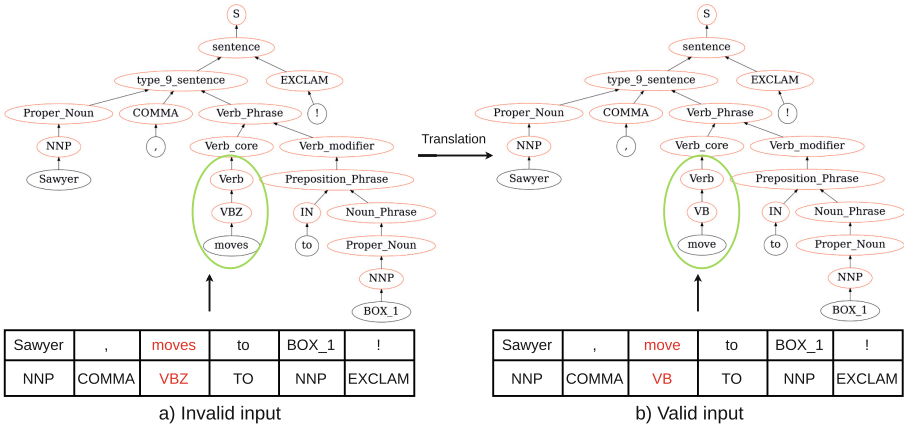 S
sentence
type_9_sentence EXCLAM
Proper_Noun COMMA Verb_Phrase !
NNP , Verb_core Verb_modifier
Sawyer Verb Preposition_Phrase
VBZ IN Noun_Phrase
moves to Proper_Noun
NNP
BOX_1
Translation
S
sentence
type_9_sentence EXCLAM
Proper_Noun COMMA Verb_Phrase !
NNP , Verb_core Verb_modifier
Sawyer Verb Preposition_Phrase
VB IN Noun_Phrase
move to Proper_Noun
NNP
BOX_1
Sawyer , moves to BOX_1 !
NNP COMMA VBZ TO NNP EXCLAM
a) Invalid input
Sawyer , move to BOX_1 !
NNP COMMA VB TO NNP EXCLAM
b) Valid input